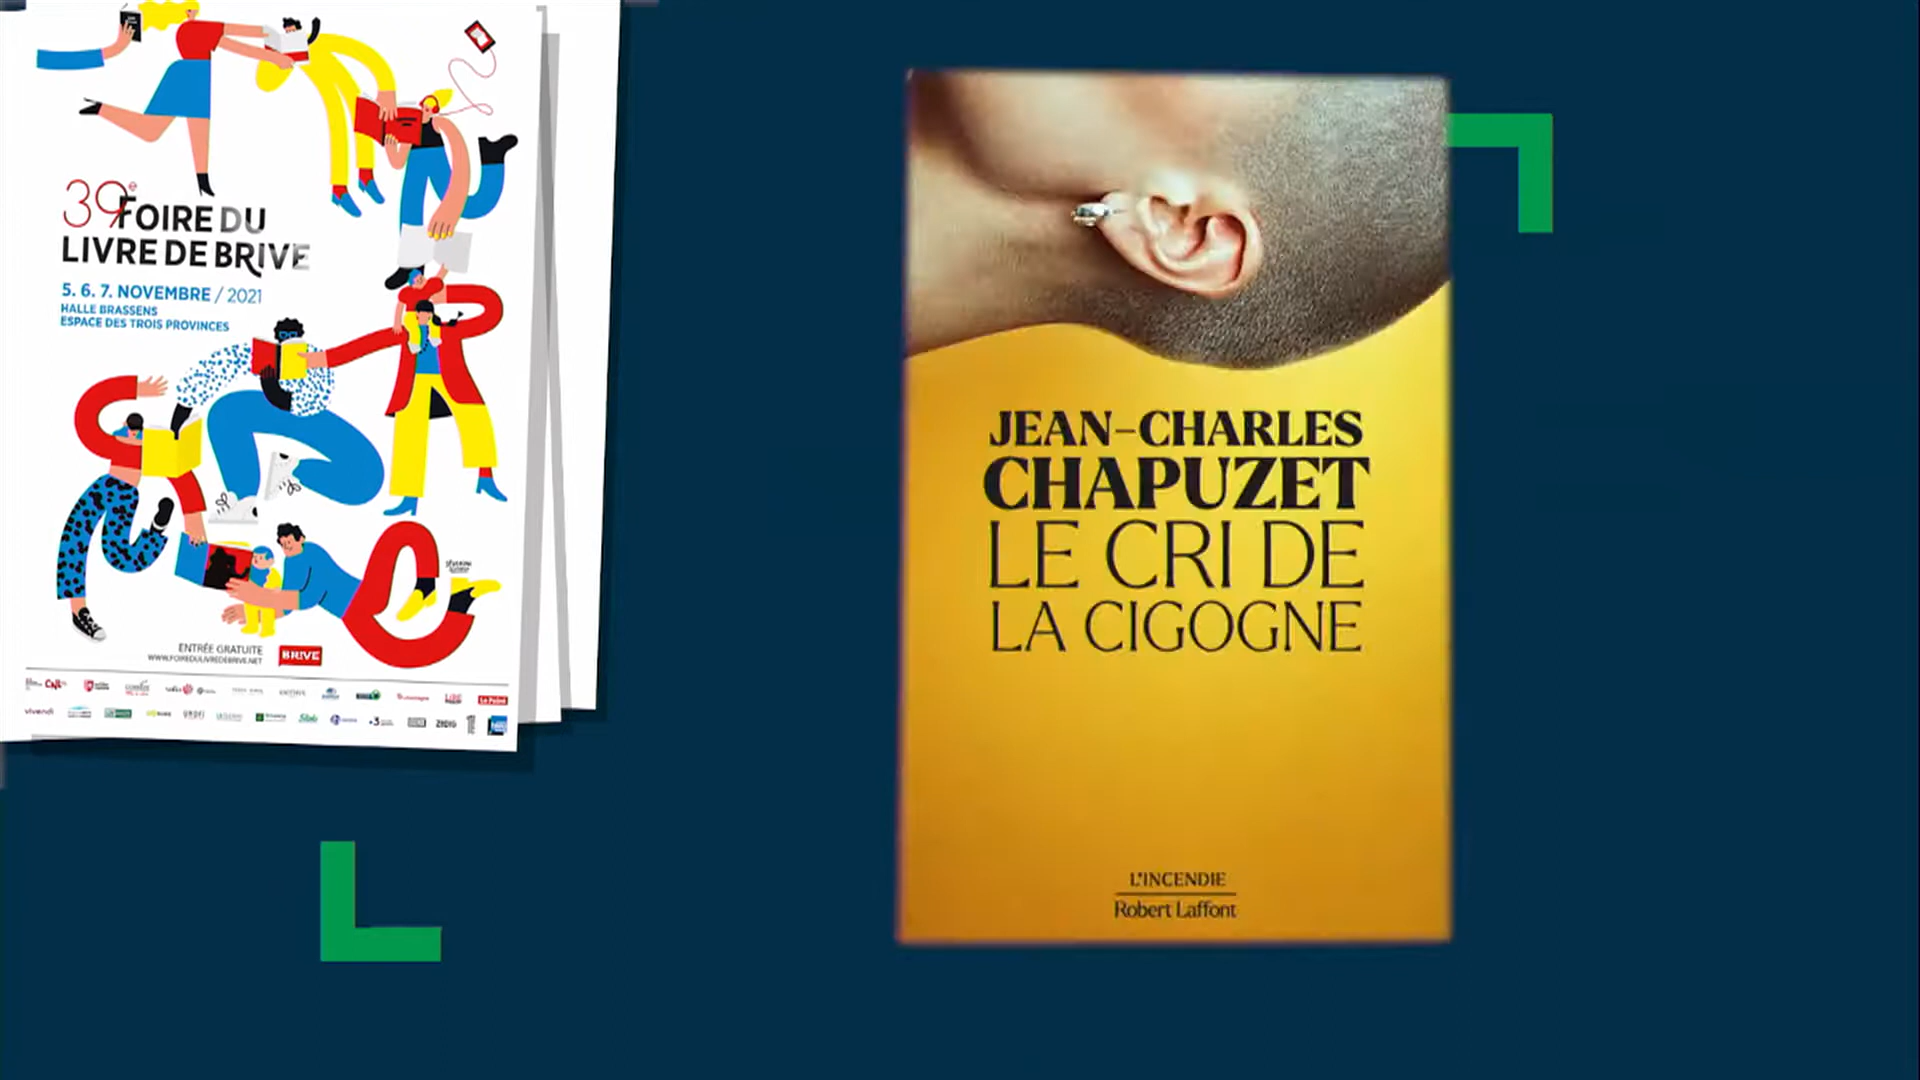 39e FOIRE DU
LIVRE DE BRIVE
5. 6. 7. NOVEMBRE / 2021
HALLE BRASSENS
ESPACE DES TROIS PROVINCES
ENTRÉE GRATUITE
WWW.FOIREDULIVREDEBRIVE.NET
BRIVE
vivendi
JEAN-CHARLES
CHAPUZET
LE CRI DE
LA CIGOGNE
L'INCENDIE
Robert Laffont